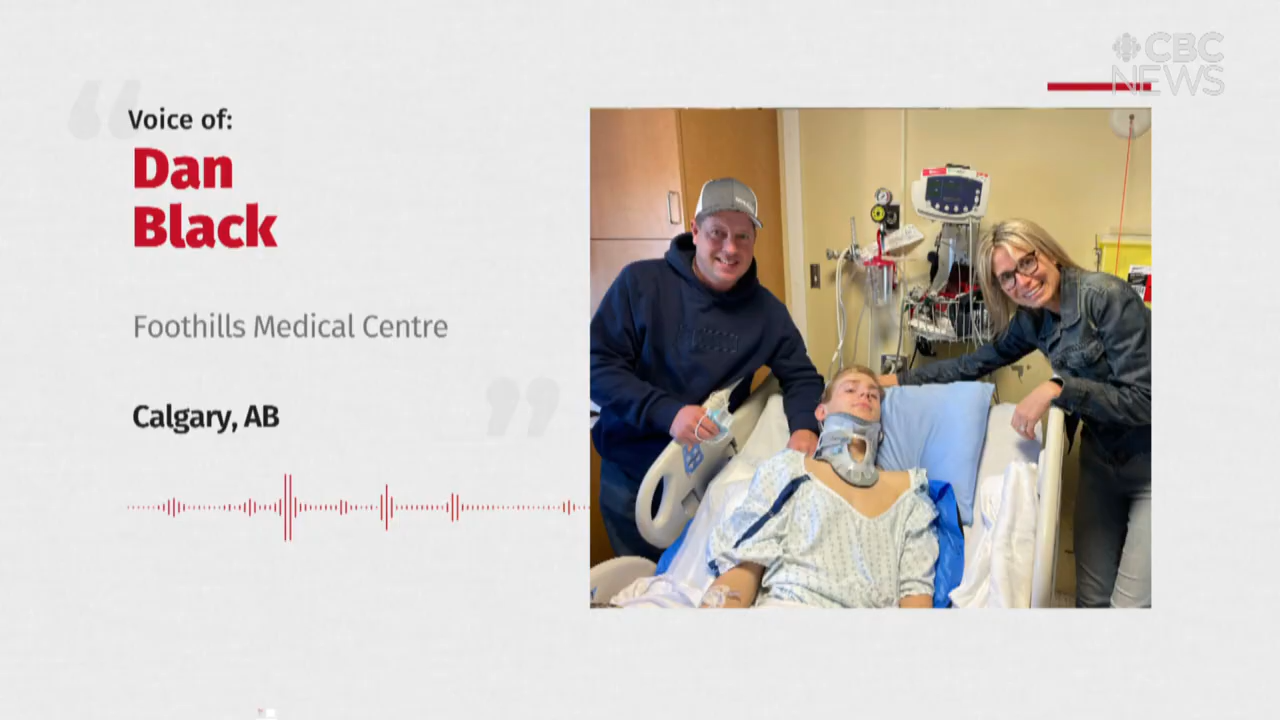 CBC
NEWS
Voice of:
Dan
Black
Foothills Medical Centre
Calgary, AB